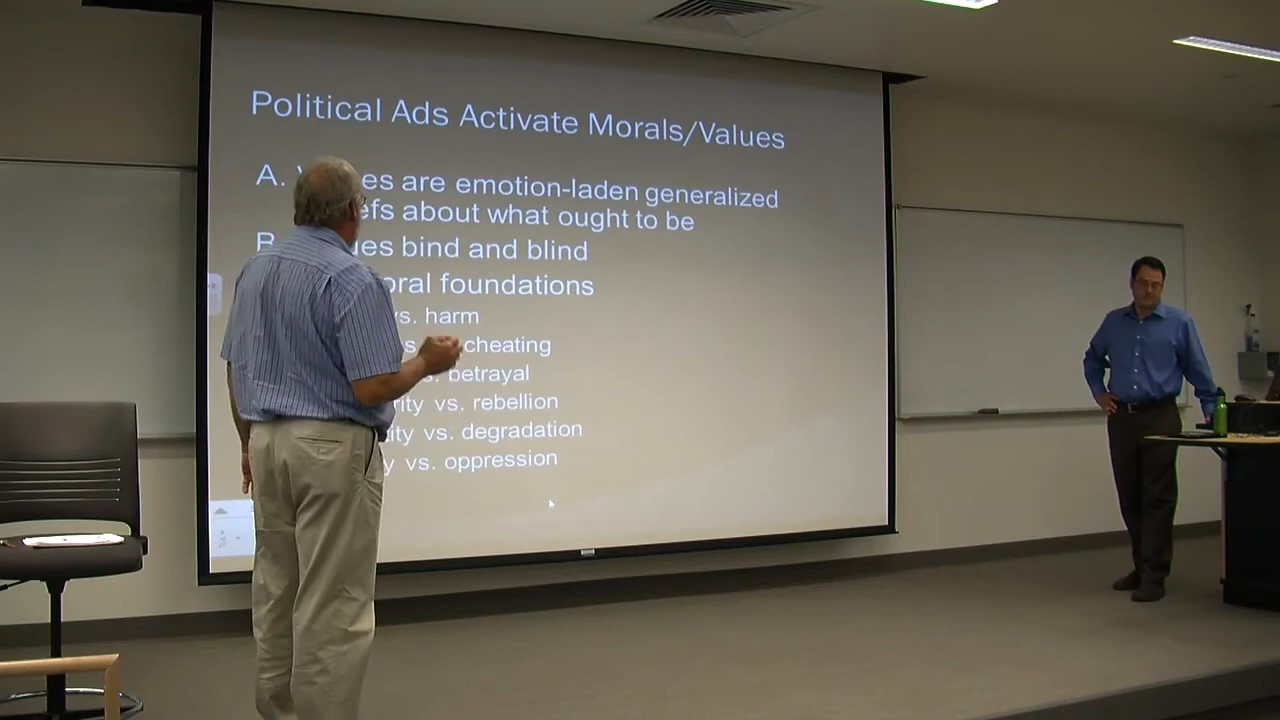 Political Ads Activate Morals/Values
A. es are emotion-laden generalized
efs about what ought to be
B. ues bind and blind
oral foundations
vs. harm
s cheating
s. betrayal
rity vs. rebellion
ity vs. degradation
y vs. oppression